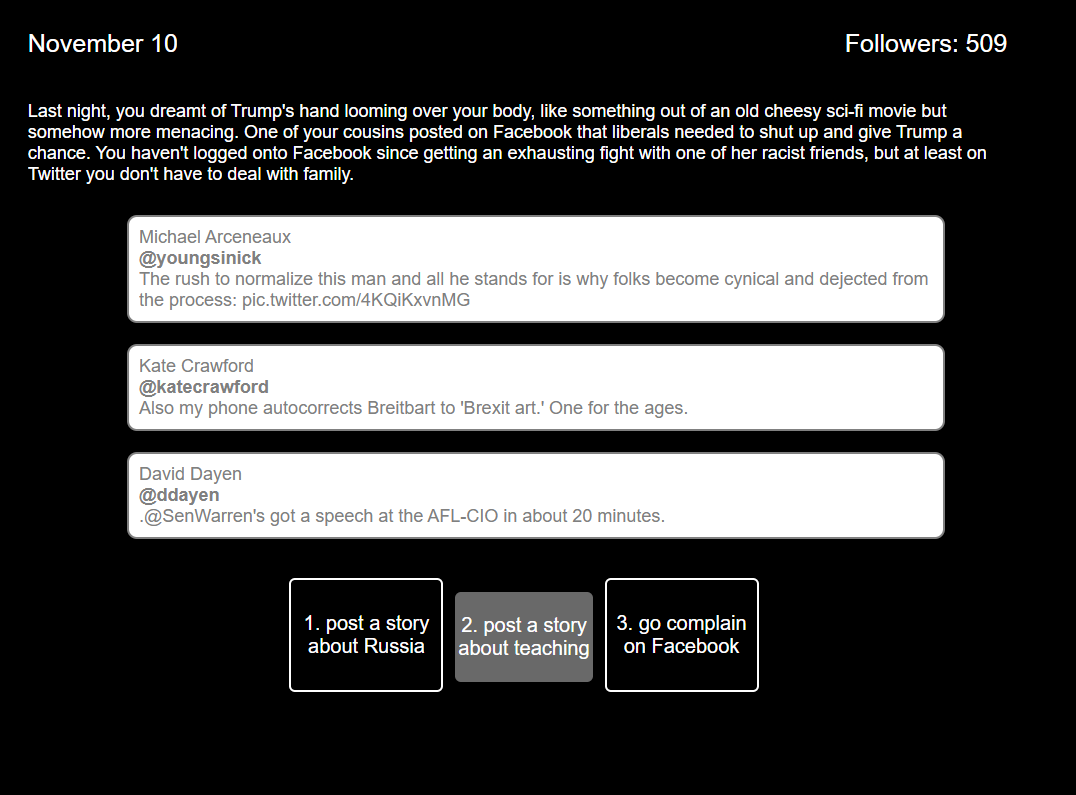 November 10
Followers: 509
Last night, you dreamt of Trump's hand looming over your body, like something out of an old cheesy sci-fi movie but
somehow more menacing. One of your cousins posted on Facebook that liberals needed to shut up and give Trump a
chance. You haven't logged onto Facebook since getting an exhausting fight with one of her racist friends, but at least on
Twitter you don't have to deal with family.
Michael Arceneaux
@youngsinick
The rush to normalize this man and all he stands for is why folks become cynical and dejected from
the process: pic.twitter.com/4KQiKxvnMG
Kate Crawford
@katecrawford
Also my phone autocorrects Breitbart to 'Brexit art.' One for the ages.
David Dayen
@ddayen
.@SenWarren's got a speech at the AFL-CIO in about 20 minutes.
1. post a story
about Russia
2. post a story
about teaching
3. go complain
on Facebook